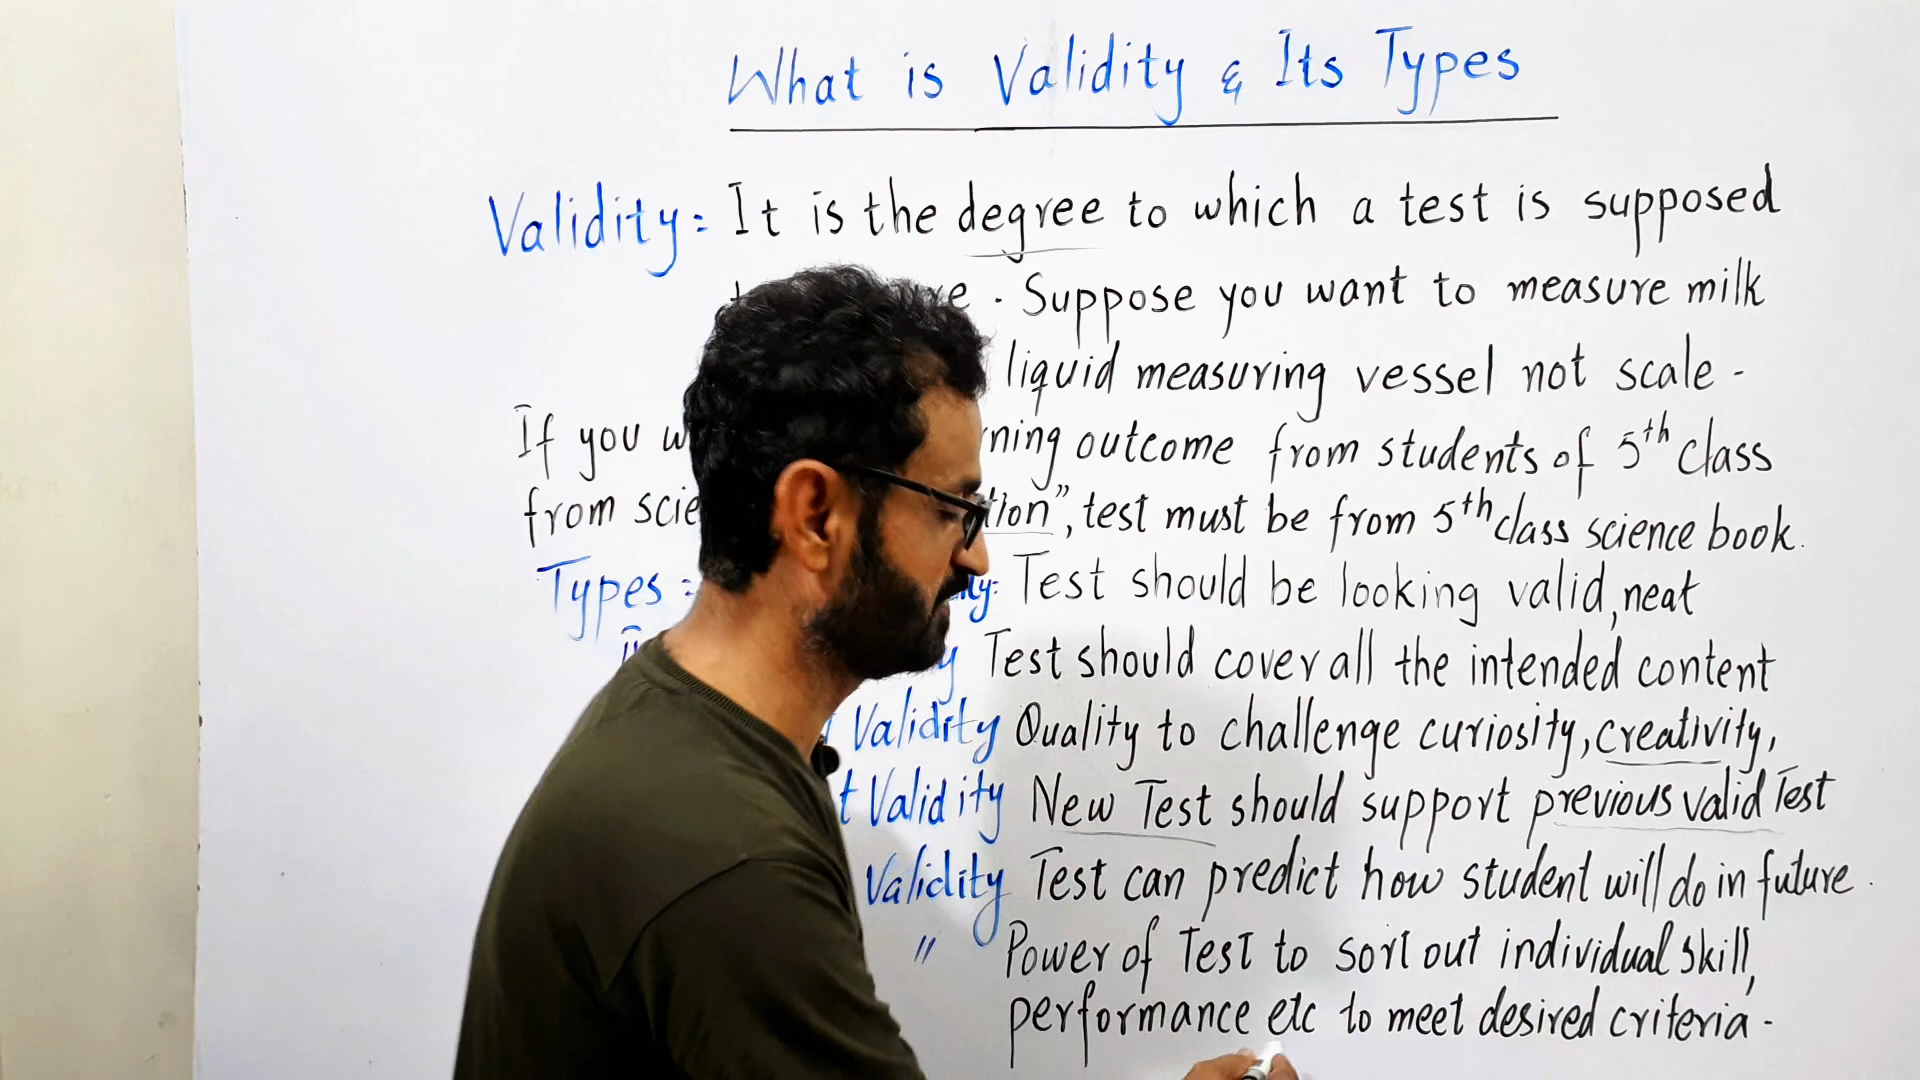 What is Validity & Its Types
Validity: It is the degree to which a test is supposed
. Suppose you want to measure milk
liquid measuring vessel not scale -
If you outcome from students of 5th class
from ", test must be from 5th class science book.
Types : Test should be looking valid, neat
Test should cover all the intended content
Validity Quality to challenge curiosity, creativity,
Validity New Test should support previous valid Test
Validity Test can predict how student will do in future.
" Power of Test to sort out individual skill,
performance etc to meet desired criteria -